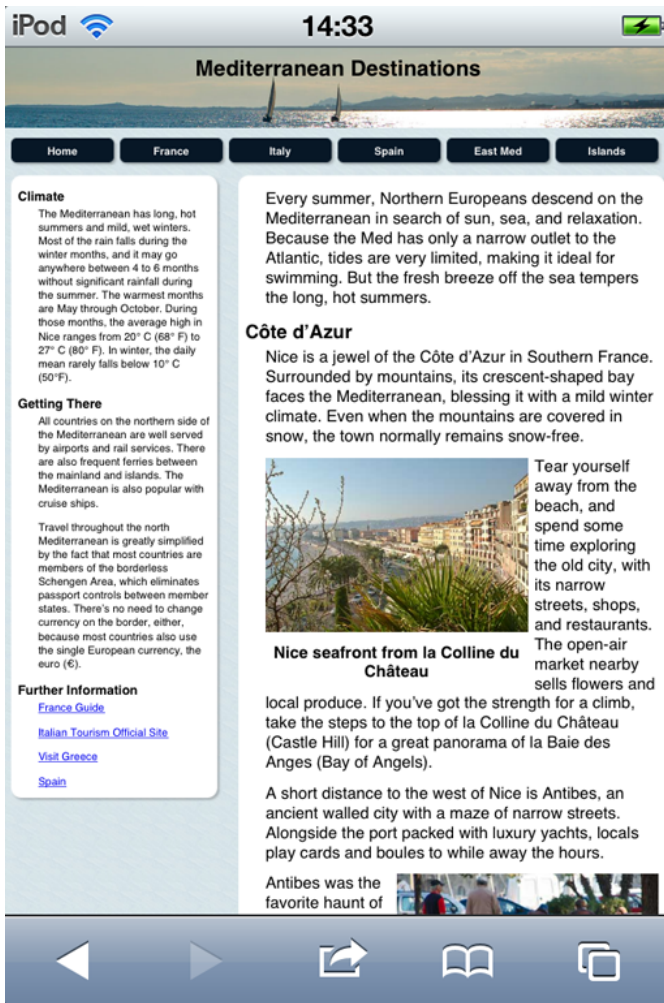 iPod
14:33
Mediterranean Destinations
Home
France
Italy
Spain
East Med
Islands
Climate
The Mediterranean has long, hot
summers and mild, wet winters.
Most of the rain falls during the
winter months, and it may go
anywhere between 4 to 6 months
without significant rainfall during
the summer. The warmest months
are May through October. During
those months, the average high in
Nice ranges from 20° C (68° F) to
27° C (80° F). In winter, the daily
mean rarely falls below 10° C
(50°F).
Getting There
All countries on the northern side of
the Mediterranean are well served
by airports and rail services. There
are also frequent ferries between
the mainland and islands. The
Mediterranean is also popular with
cruise ships.
Travel throughout the north
Mediterranean is greatly simplified
by the fact that most countries are
members of the borderless
Schengen Area, which eliminates
passport controls between member
states. There's no need to change
currency on the border, either,
because most countries also use
the single European currency, the
euro (€).
Further Information
France Guide
Italian Tourism Official Site
Visit Greece
Spain
Every summer, Northern Europeans descend on the
Mediterranean in search of sun, sea, and relaxation.
Because the Med has only a narrow outlet to the
Atlantic, tides are very limited, making it ideal for
swimming. But the fresh breeze off the sea tempers
the long, hot summers.
Côte d'Azur
Nice is a jewel of the Côte d'Azur in Southern France.
Surrounded by mountains, its crescent-shaped bay
faces the Mediterranean, blessing it with a mild winter
climate. Even when the mountains are covered in
snow, the town normally remains snow-free.
Nice seafront from la Colline du
Château
Tear yourself
away from the
beach, and
spend some
time exploring
the old city, with
its narrow
streets, shops,
and restaurants.
The open-air
market nearby
sells flowers and
local produce. If you've got the strength for a climb,
take the steps to the top of la Colline du Château
(Castle Hill) for a great panorama of la Baie des
Anges (Bay of Angels).
A short distance to the west of Nice is Antibes, an
ancient walled city with a maze of narrow streets.
Alongside the port packed with luxury yachts, locals
play cards and boules to while away the hours.
Antibes was the
favorite haunt of